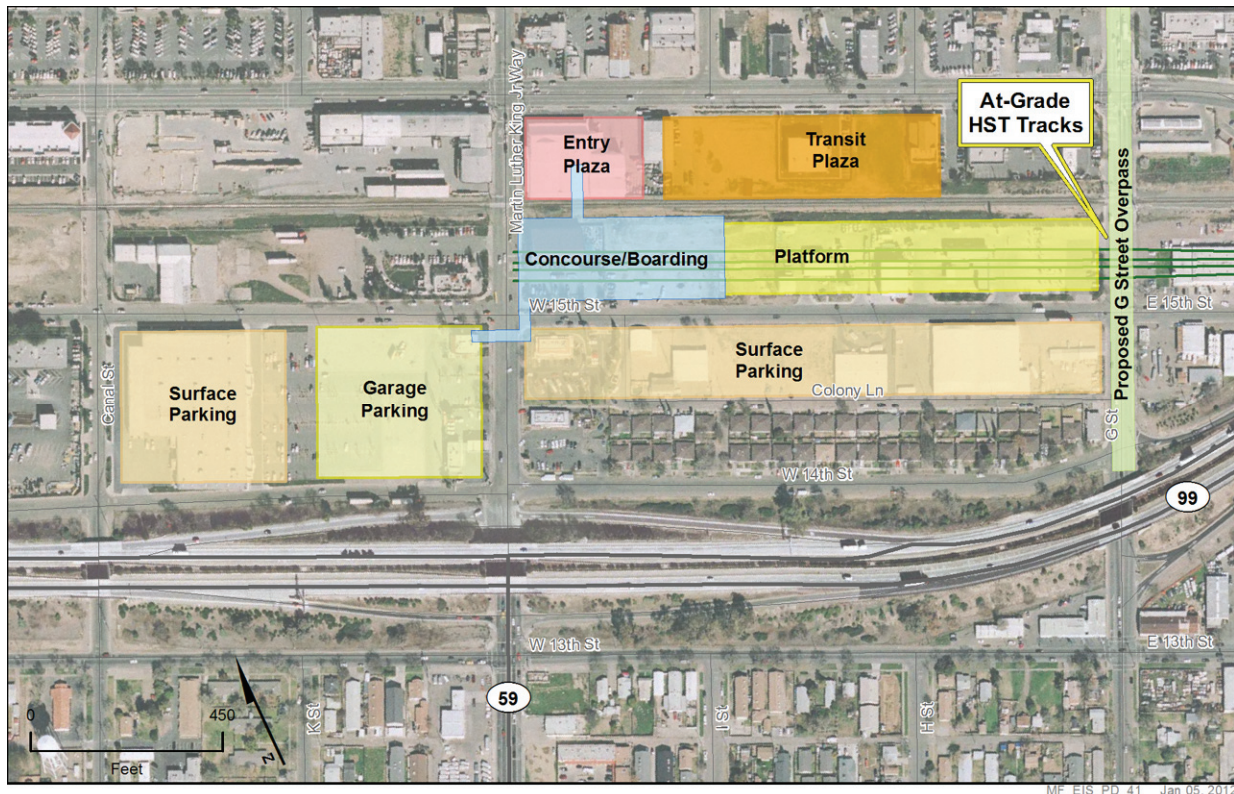 Martin Luther King Jr Way
Entry
Plaza
Transit
Plaza
At-Grade
HST Tracks
Proposed G Street Overpass
Concourse/Boarding
Platform
W 15th St
E 15th St
Canal St
Surface
Parking
Garage
Parking
Surface
Parking
Colony Ln
G St
W 14th St
99
W 13th St
E 13th St
59
K St
I St
H St
0
450
Feet
N
MF_EIS_PD_41 Jan 05, 2012